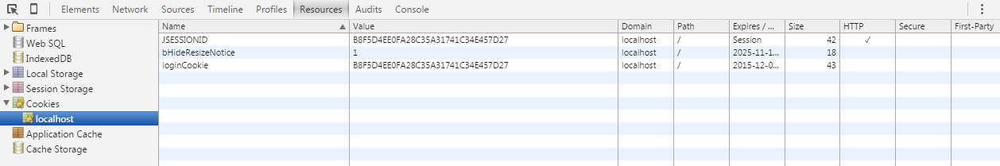 Elements Network Sources Timeline Profiles Resources Audits Console
Frames
Web SQL
IndexedDB
Local Storage
Session Storage
Cookies
localhost
Application Cache
Cache Storage
Name Value Domain Path Expires / ... Size HTTP Secure First-Party
JSESSIONID B8F5D4EE0FA28C35A31741C34E457D27 localhost / Session 42 ✓
bHideResizeNotice 1 localhost / 2025-11-1... 18
loginCookie B8F5D4EE0FA28C35A31741C34E457D27 localhost / 2015-12-0... 43